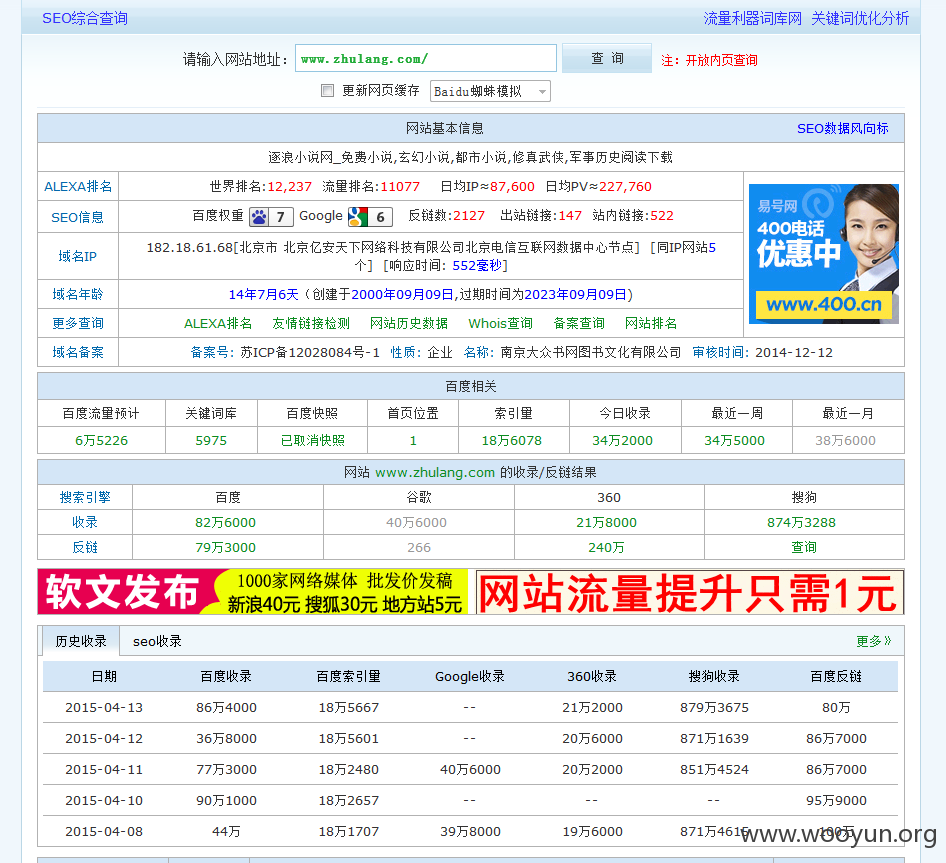 SEO综合查询 流量利器词库网 关键词优化分析
请输入网站地址： www.zhulang.com/ 查 询 注：开放内页查询
更新网页缓存 Baidu蜘蛛模拟
网站基本信息 SEO数据风向标
逐浪小说网_免费小说,玄幻小说,都市小说,修真武侠,军事历史阅读下载
ALEXA排名 世界排名:12,237 流量排名:11077 日均IP≈87,600 日均PV≈227,760
SEO信息 百度权重 7 Google 6 反链数:2127 出站链接:147 站内链接:522
域名IP 182.18.61.68[北京市 北京亿安天下网络科技有限公司北京电信互联网数据中心节点] [同IP网站5
个] [响应时间: 552毫秒]
域名年龄 14年7月6天（创建于2000年09月09日,过期时间为2023年09月09日)
更多查询 ALEXA排名 友情链接检测 网站历史数据 Whois查询 备案查询 网站排名
域名备案 备案号: 苏ICP备12028084号-1 性质: 企业 名称: 南京大众书网图书文化有限公司 审核时间: 2014-12-12
易号网
400电话
优惠中
www.400.cn
百度相关
百度流量预计 关键词库 百度快照 首页位置 索引量 今日收录 最近一周 最近一月
6万5226 5975 已取消快照 1 18万6078 34万2000 34万5000 38万6000
网站 www.zhulang.com 的收录/反链结果
搜索引擎 百度 谷歌 360 搜狗
收录 82万6000 40万6000 21万8000 874万3288
反链 79万3000 266 240万 查询
软文发布 1000家网络媒体 批发价发稿
新浪40元 搜狐30元 地方站5元
网站流量提升只需1元
历史收录 seo收录 更多》
日期 百度收录 百度索引量 Google收录 360收录 搜狗收录 百度反链
2015-04-13 86万4000 18万5667 -- 21万2000 879万3675 80万
2015-04-12 36万8000 18万5601 -- 20万6000 871万1639 86万7000
2015-04-11 77万3000 18万2480 40万6000 20万2000 851万4524 86万7000
2015-04-10 90万1000 18万2657 -- -- -- 95万9000
2015-04-08 44万 18万1707 39万8000 19万6000 871万4615 100万
www.wooyun.org